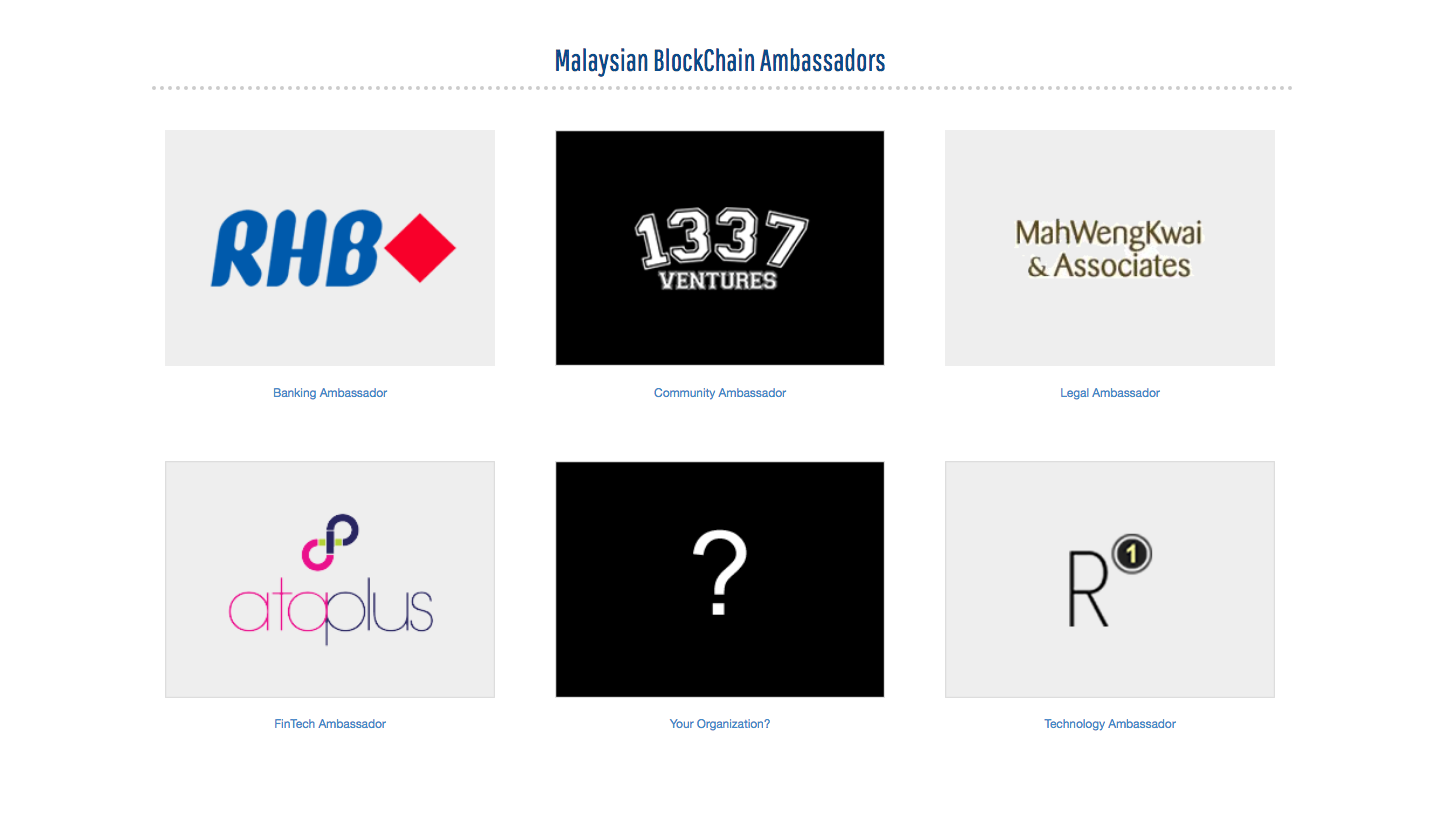 Malaysian BlockChain Ambassadors
RHB
1337
VENTURES
MahWengKwai
& Associates
Banking Ambassador
Community Ambassador
Legal Ambassador
ataplus
?
R1
FinTech Ambassador
Your Organization?
Technology Ambassador